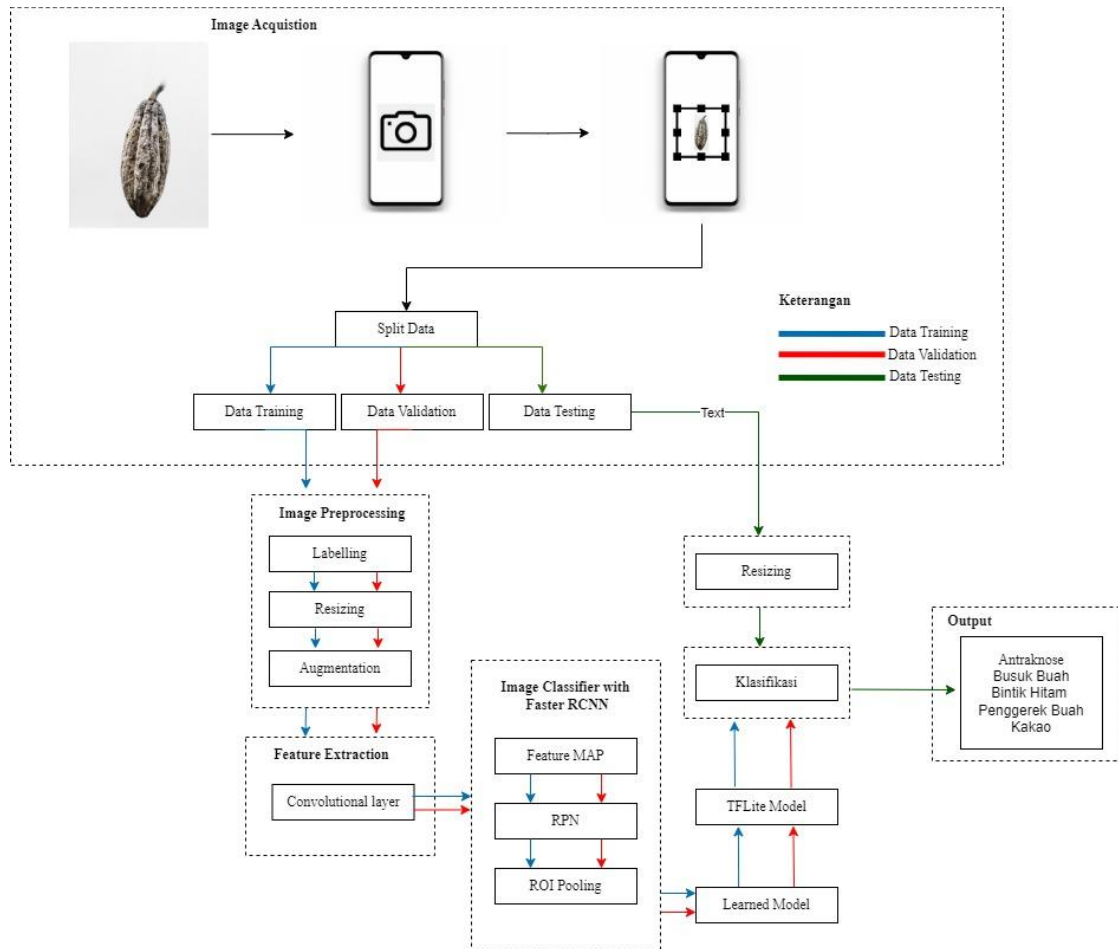 Image Acquistion
Split Data
Keterangan
Data Training
Data Validation
Data Testing
Data Training
Data Validation
Data Testing
Text
Image Preprocessing
Labelling
Resizing
Augmentation
Feature Extraction
Convolutional layer
Image Classifier with
Faster RCNN
Feature MAP
RPN
ROI Pooling
Resizing
Klasifikasi
TFLite Model
Learned Model
Output
Antraknose
Busuk Buah
Bintik Hitam
Penggerek Buah
Kakao